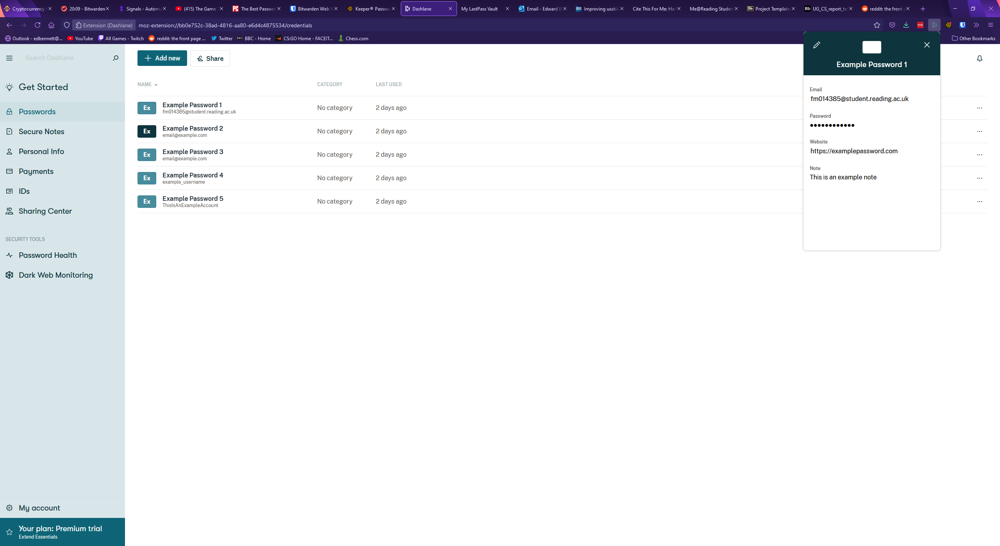 Cryptocurrency
20:09 - Bitwarden
Signals - Automa
(415) The Game T
The Best Passwor
Bitwarden Web V
Keeper® Passwo
Dashlane
My LastPass Vault
Email - Edward B
Improving usabil
Cite This For Me: Har
Me@Reading Studen
Project Template
UG_CS_report_te
reddit: the front p
Extension (Dashlane)
moz-extension://bb0e752c-38ad-4816-aa80-e6d4c4875534/credentials
Outlook - edbennett@...
YouTube
All Games - Twitch
reddit: the front page ...
Twitter
BBC - Home
CS:GO Home - FACEIT...
Chess.com
Other Bookmarks
Search Dashlane
Get Started
Passwords
Secure Notes
Personal Info
Payments
IDs
Sharing Center
SECURITY TOOLS
Password Health
Dark Web Monitoring
My account
Your plan: Premium trial
Extend Essentials
Add new
Share
NAME CATEGORY LAST USED
Ex Example Password 1 No category 2 days ago
fm014385@student.reading.ac.uk
Ex Example Password 2 No category 2 days ago
email@example.com
Ex Example Password 3 No category 2 days ago
email@example.com
Ex Example Password 4 No category 2 days ago
example_username
Ex Example Password 5 No category 2 days ago
ThisIsAnExampleAccount
Example Password 1
Email
fm014385@student.reading.ac.uk
Password
●●●●●●●●●●●●
Website
https://examplepassword.com
Note
This is an example note